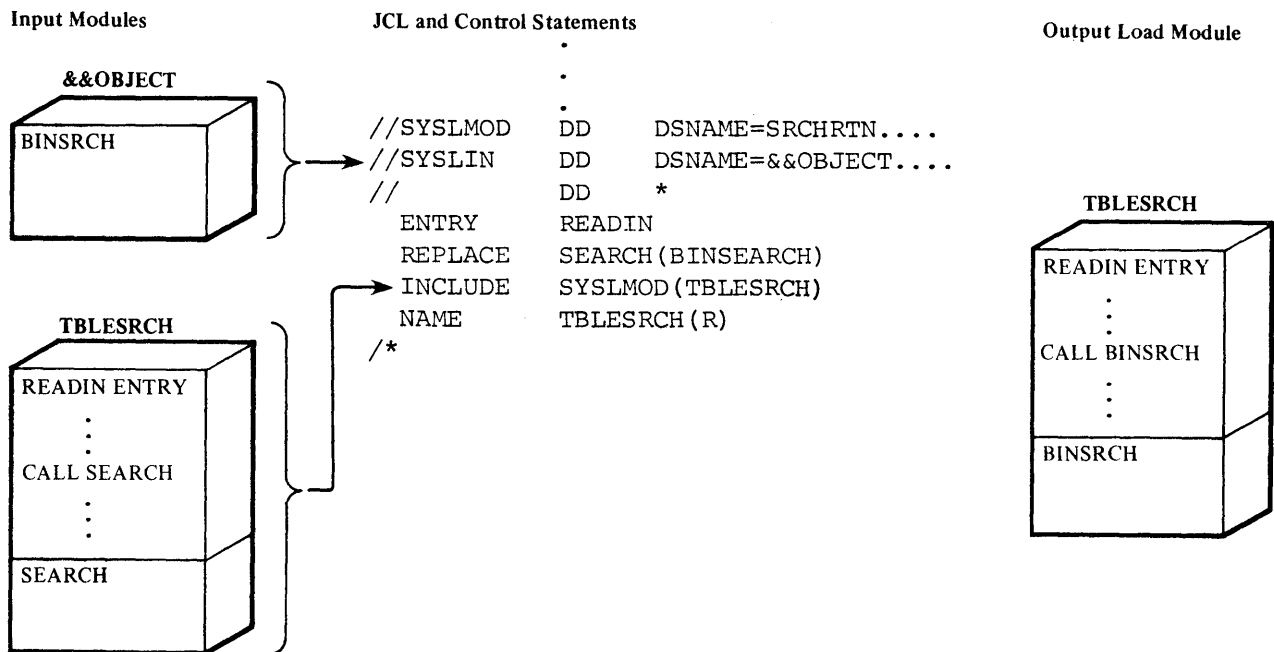 Input Modules
JCL and Control Statements
Output Load Module
&&OBJECT
BINSRCH
//SYSLMOD DD DSNAME=SRCHRTN....
//SYSLIN DD DSNAME=&&OBJECT....
// DD *
ENTRY READIN
REPLACE SEARCH(BINSEARCH)
INCLUDE SYSLMOD(TBLESRCH)
NAME TBLESRCH(R)
/*
TBLESRCH
READIN ENTRY
CALL SEARCH
SEARCH
TBLESRCH
READIN ENTRY
CALL BINSRCH
BINSRCH